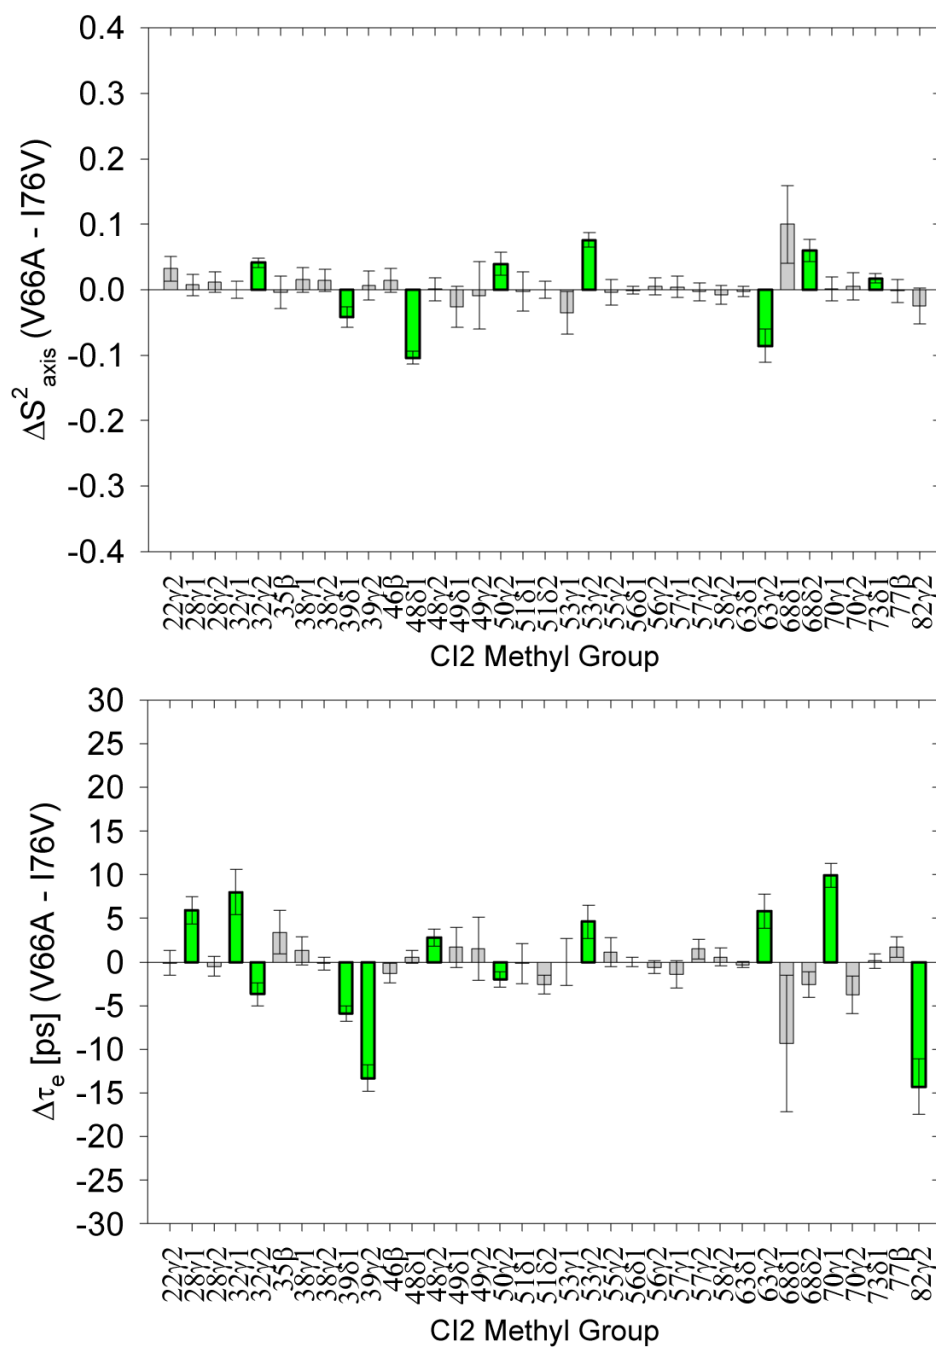 0.4
0.3
0.2
0.1
0.0
-0.1
-0.2
-0.3
-0.4
ΔS²axis (V66A - I76V)
22γ2
28γ1
28γ2
32γ1
32γ2
35β
38γ1
38γ2
39δ1
39γ2
46β
48δ1
48γ2
49δ1
49γ2
50γ2
51δ1
51δ2
53γ1
53γ2
55γ2
56δ1
56γ2
57γ1
57γ2
58γ2
63δ1
63γ2
68δ1
68δ2
70γ1
70γ2
73δ1
77β
82γ2
CI2 Methyl Group
30
25
20
15
10
5
0
-5
-10
-15
-20
-25
-30
Δτe [ps] (V66A - I76V)
22γ2
28γ1
28γ2
32γ1
32γ2
35β
38γ1
38γ2
39δ1
39γ2
46β
48δ1
48γ2
49δ1
49γ2
50γ2
51δ1
51δ2
53γ1
53γ2
55γ2
56δ1
56γ2
57γ1
57γ2
58γ2
63δ1
63γ2
68δ1
68δ2
70γ1
70γ2
73δ1
77β
82γ2
CI2 Methyl Group